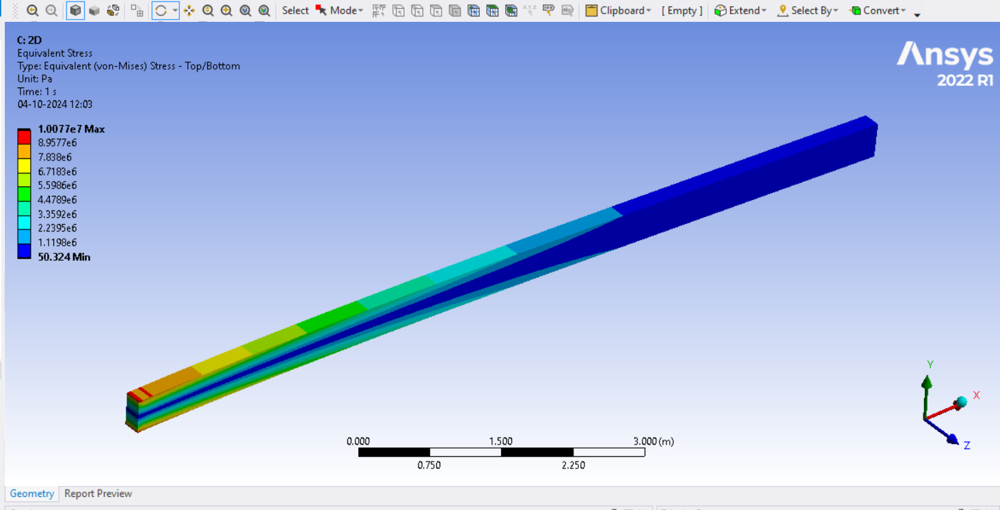 Select Mode Clipboard [ Empty ] Extend Select By Convert
C: 2D
Equivalent Stress
Type: Equivalent (von-Mises) Stress - Top/Bottom
Unit: Pa
Time: 1 s
04-10-2024 12:03
Ansys
2022 R1
1.0077e7 Max
8.9577e6
7.838e6
6.7183e6
5.5986e6
4.4789e6
3.3592e6
2.2395e6
1.1198e6
50.324 Min
Y
X
Z
0.000 1.500 3.000 (m)
0.750 2.250
Geometry Report Preview